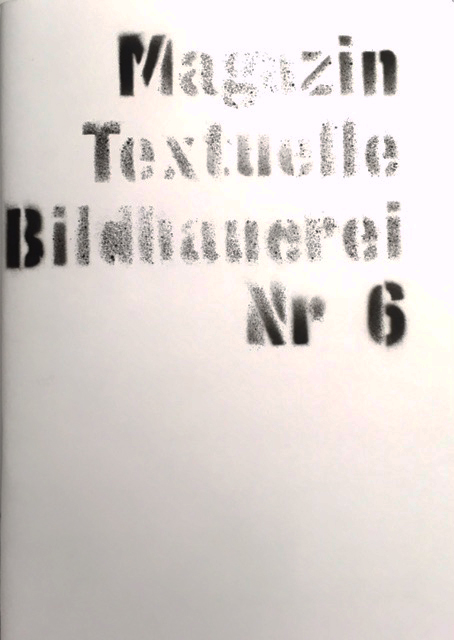 Magazin
Textuelle
Bildhauerei
Nr 6